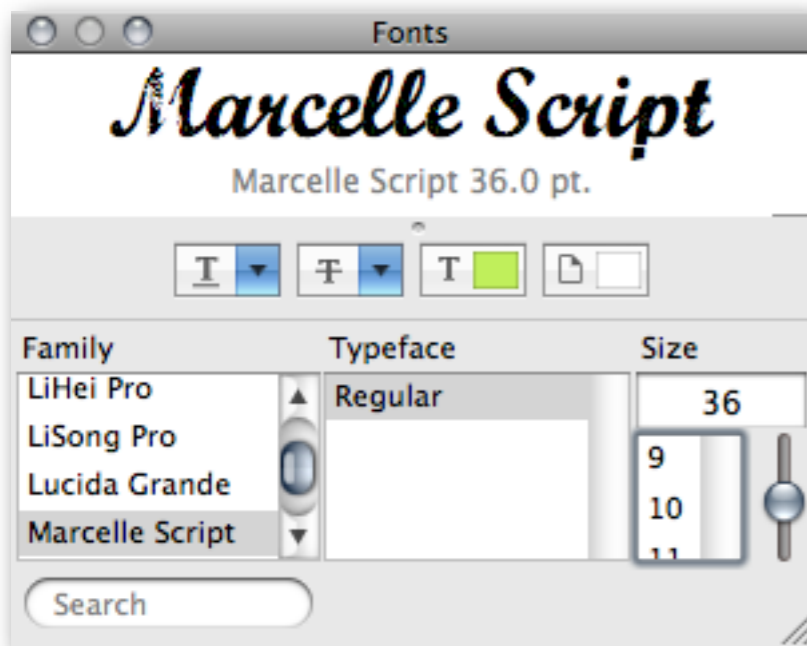 Fonts
Marcelle Script
Marcelle Script 36.0 pt.
T T T
Family Typeface Size
LiHei Pro
Regular
36
LiSong Pro
9
Lucida Grande
10
Marcelle Script
11
Search